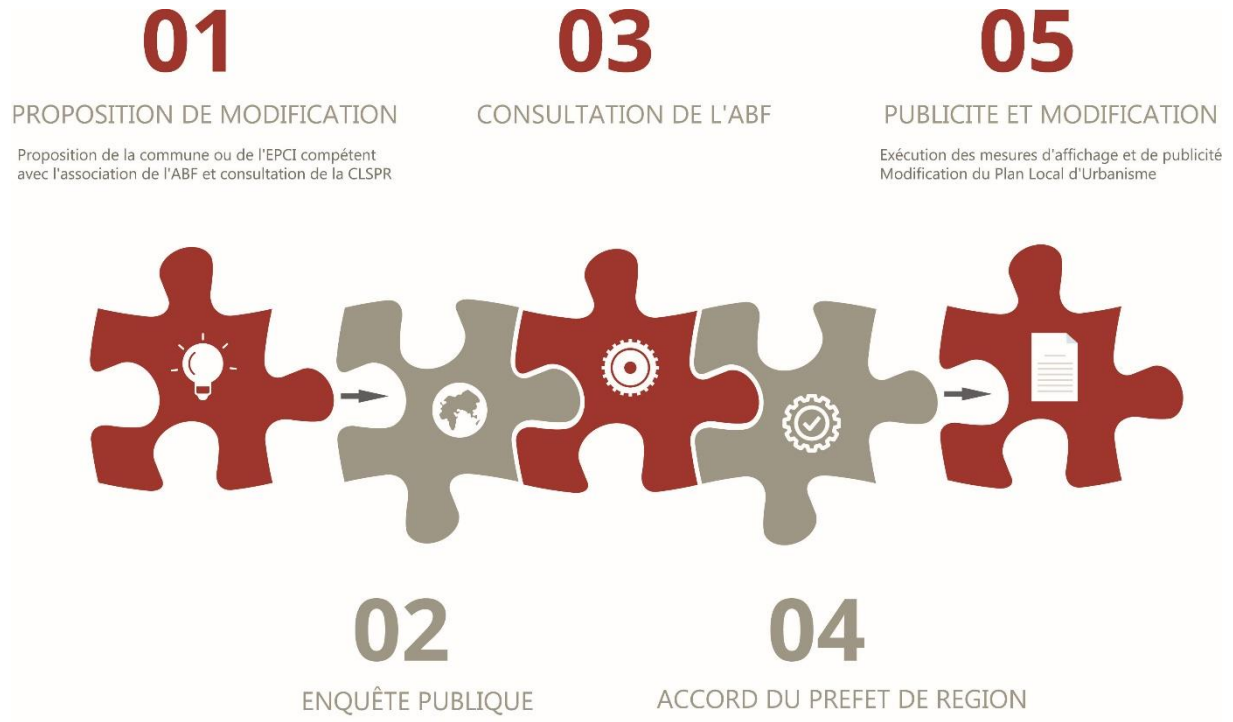 01
PROPOSITION DE MODIFICATION
Proposition de la commune ou de l'EPCI compétent
avec l'association de l'ABF et consultation de la CLSPR
03
CONSULTATION DE L'ABF
05
PUBLICITE ET MODIFICATION
Exécution des mesures d'affichage et de publicité
Modification du Plan Local d'Urbanisme
02
ENQUÊTE PUBLIQUE
04
ACCORD DU PREFET DE REGION